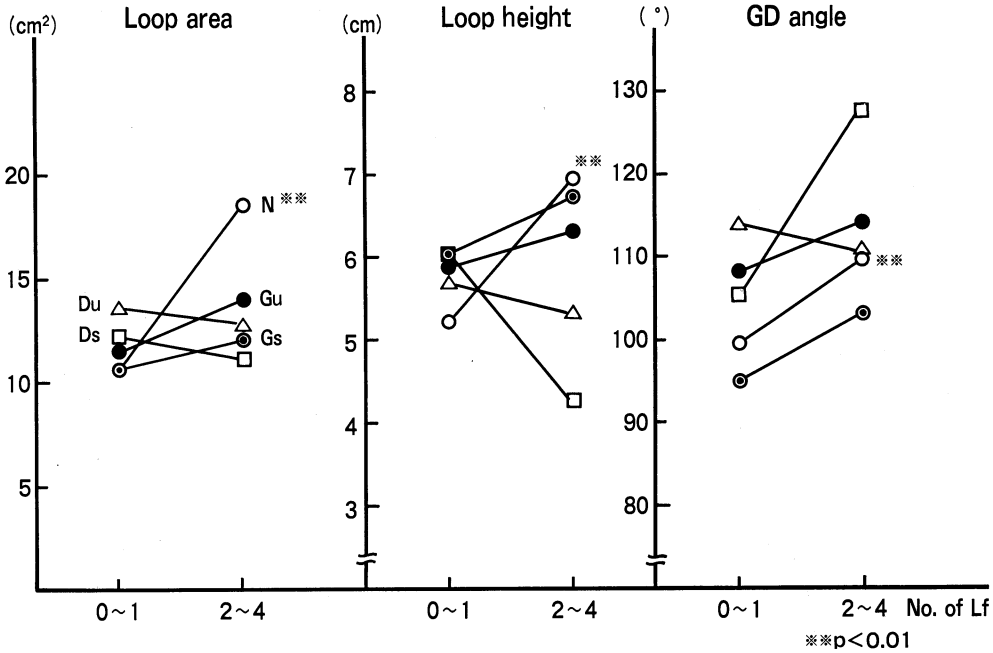 Loop area
(cm²)
20
15
10
5
N ※※
Du
Ds
Gu
Gs
0~1 2~4
Loop height
(cm)
8
7
6
5
4
3
※※
0~1 2~4
GD angle
(°)
130
120
110
100
90
80
※※
0~1 2~4 No. of Lf
※※p<0.01